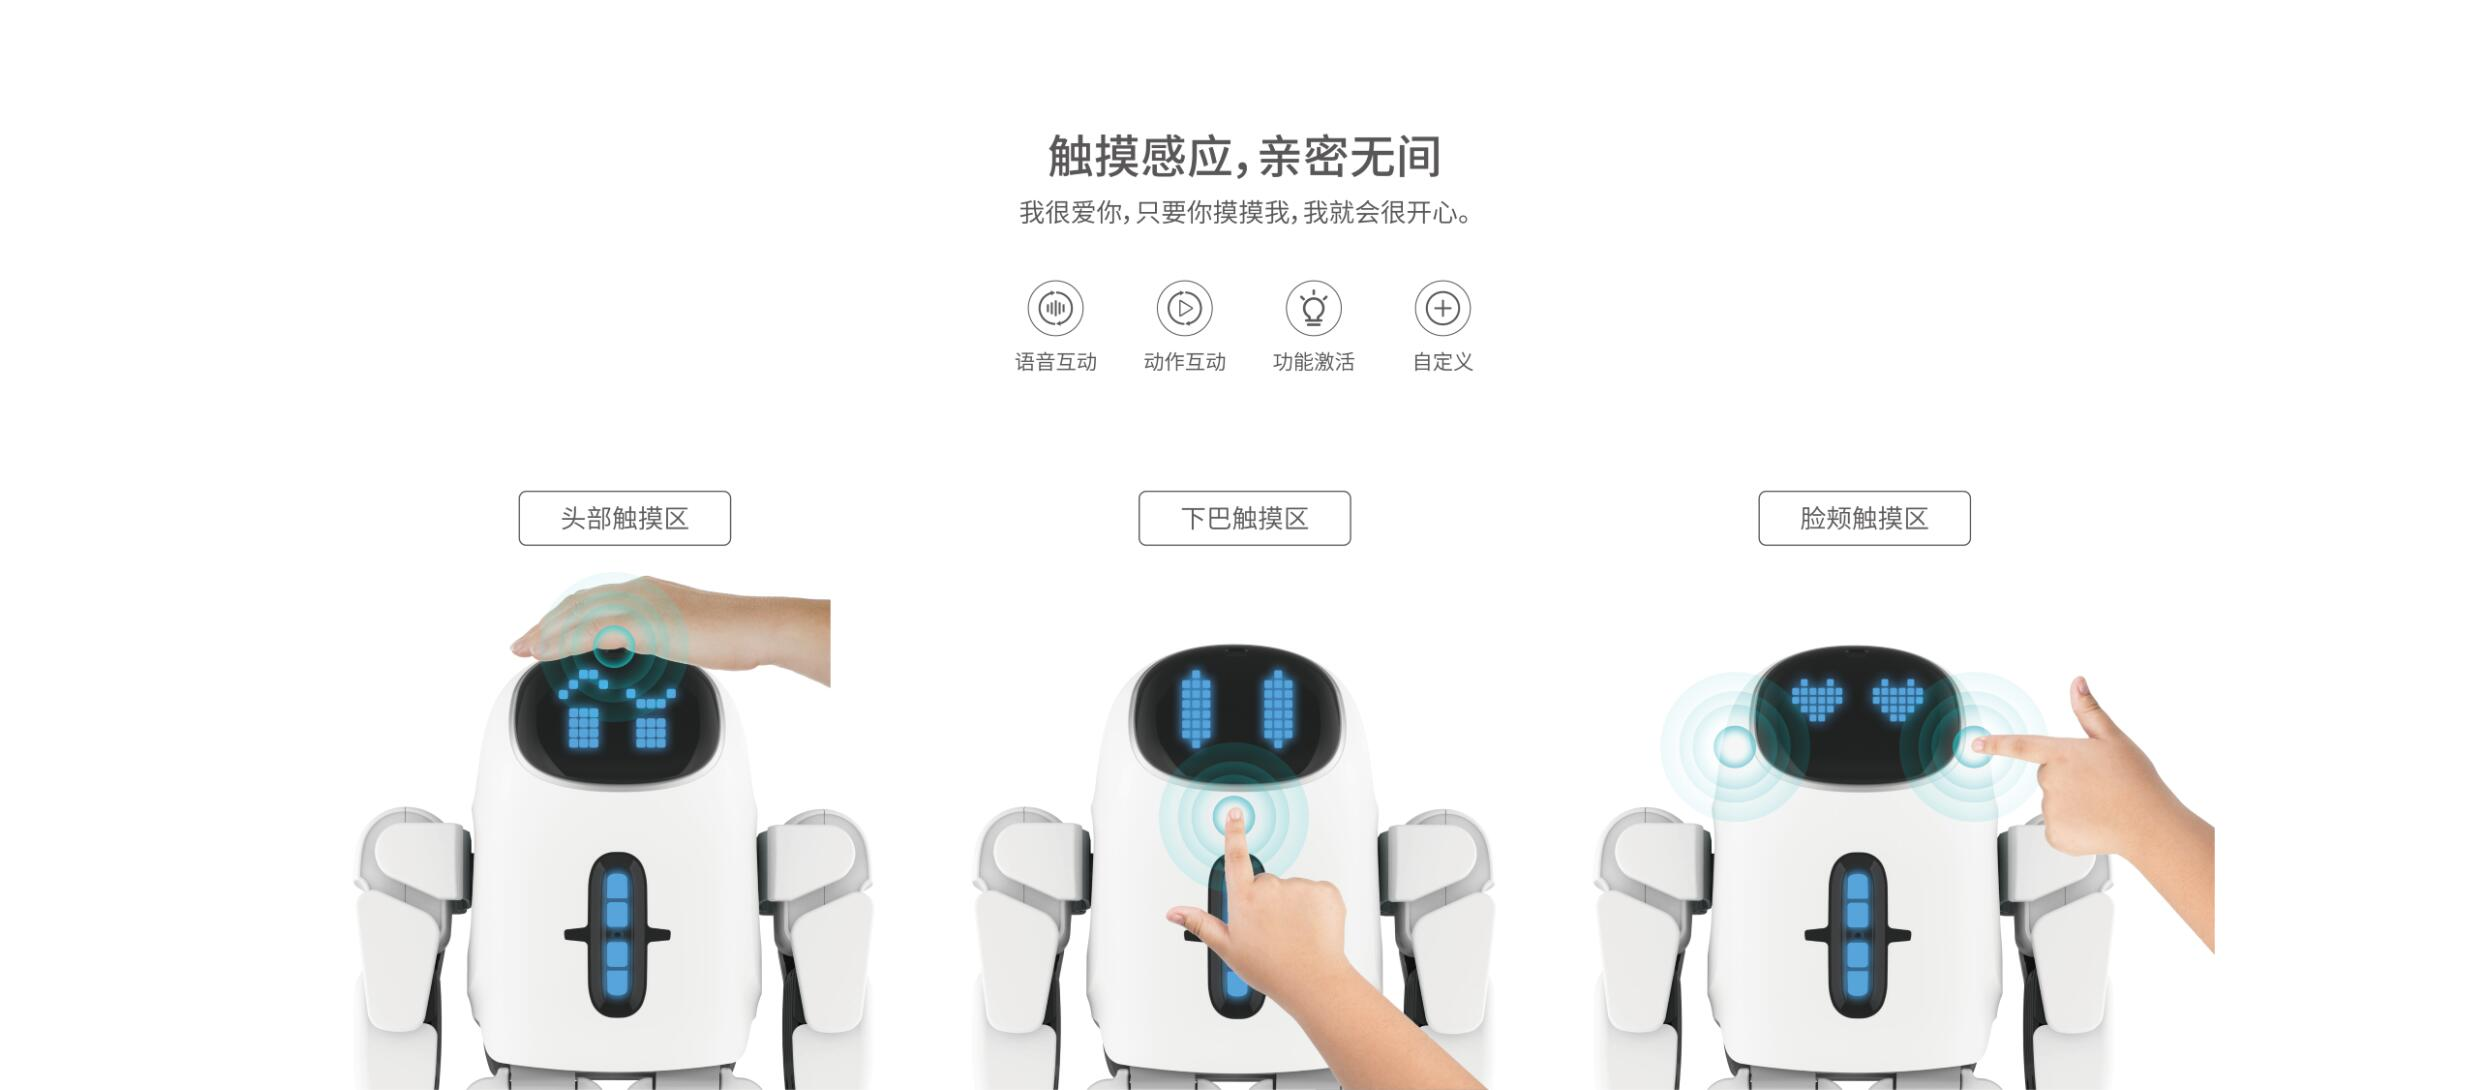 触摸感应，亲密无间
我很爱你，只要你摸摸我，我就会很开心。
语音互动 动作互动 功能激活 自定义
头部触摸区 下巴触摸区 脸颊触摸区